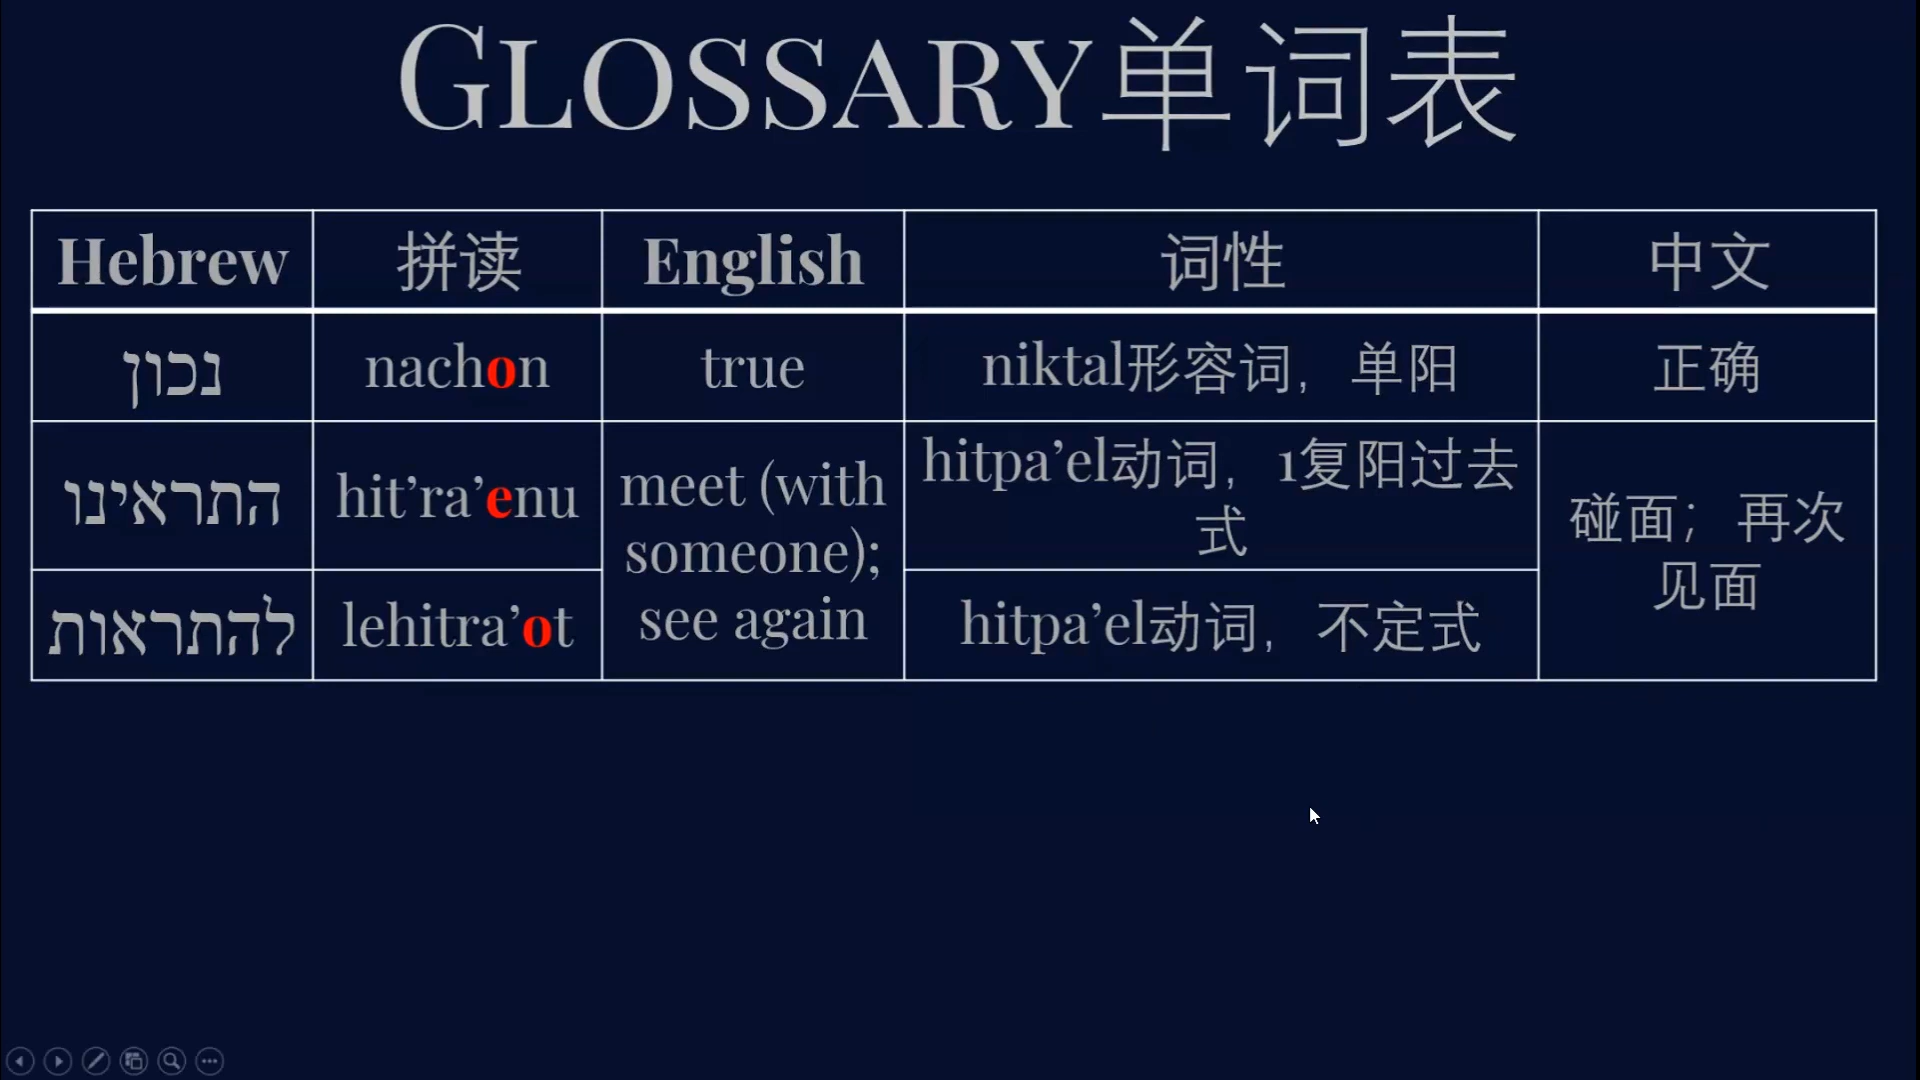 GLOSSARY单词表
Hebrew 拼读 English 词性 中文
נכון nachon true niktal形容词，单阳 正确
התראינו hit’ra’enu meet (with someone); see again hitpa’el动词，1复阳过去式 碰面；再次见面
להתראות lehitra’ot hitpa’el动词，不定式